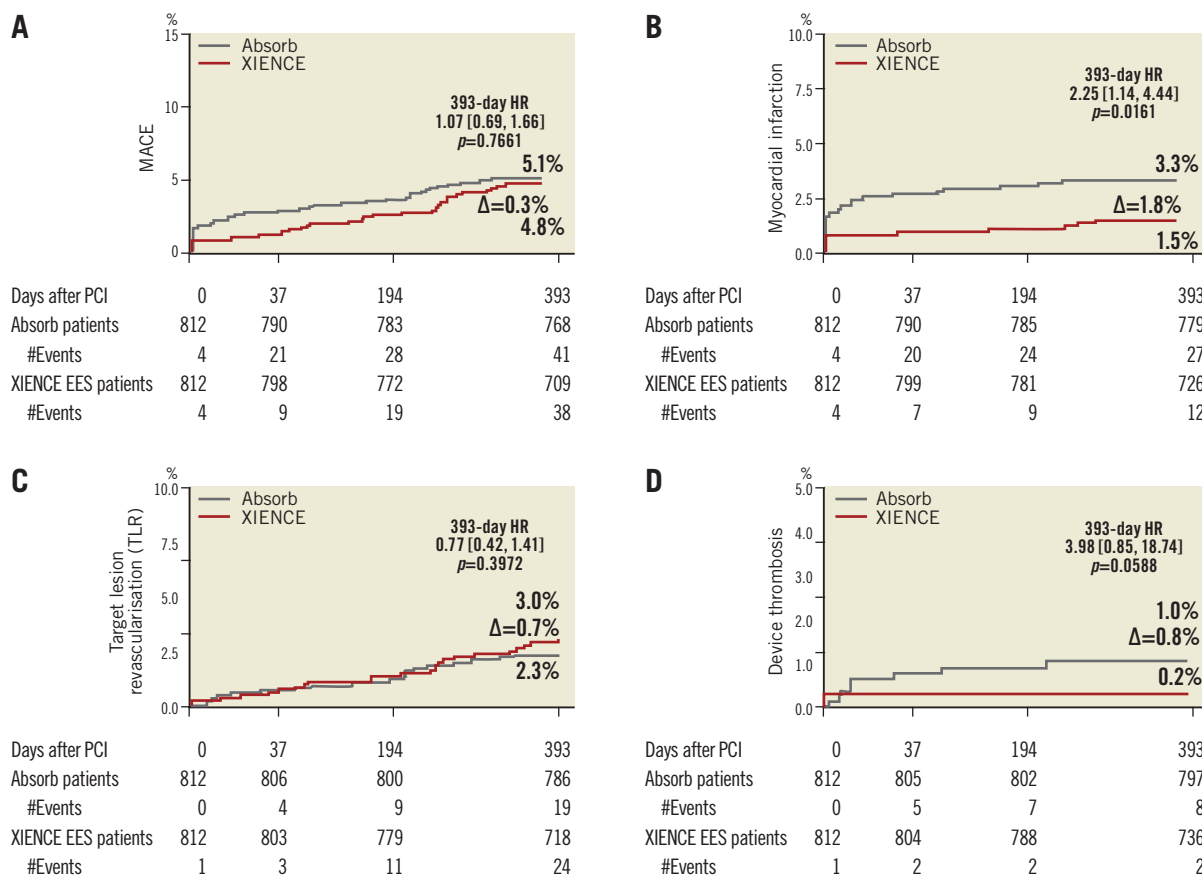 A
%
15
10
5
0
MACE
Absorb
XIENCE
393-day HR
1.07 [0.69, 1.66]
p=0.7661
5.1%
Δ=0.3%
4.8%
Days after PCI 0 37 194 393
Absorb patients 812 790 783 768
#Events 4 21 28 41
XIENCE EES patients 812 798 772 709
#Events 4 9 19 38
B
%
10.0
7.5
5.0
2.5
0.0
Myocardial infarction
Absorb
XIENCE
393-day HR
2.25 [1.14, 4.44]
p=0.0161
3.3%
Δ=1.8%
1.5%
Days after PCI 0 37 194 393
Absorb patients 812 790 785 779
#Events 4 20 24 27
XIENCE EES patients 812 799 781 726
#Events 4 7 9 12
C
%
10.0
7.5
5.0
2.5
0.0
Target lesion
revascularisation (TLR)
Absorb
XIENCE
393-day HR
0.77 [0.42, 1.41]
p=0.3972
3.0%
Δ=0.7%
2.3%
Days after PCI 0 37 194 393
Absorb patients 812 806 800 786
#Events 0 4 9 19
XIENCE EES patients 812 803 779 718
#Events 1 3 11 24
D
%
5.0
4.0
3.0
2.0
1.0
0.0
Device thrombosis
Absorb
XIENCE
393-day HR
3.98 [0.85, 18.74]
p=0.0588
1.0%
Δ=0.8%
0.2%
Days after PCI 0 37 194 393
Absorb patients 812 805 802 797
#Events 0 5 7 8
XIENCE EES patients 812 804 788 736
#Events 1 2 2 2